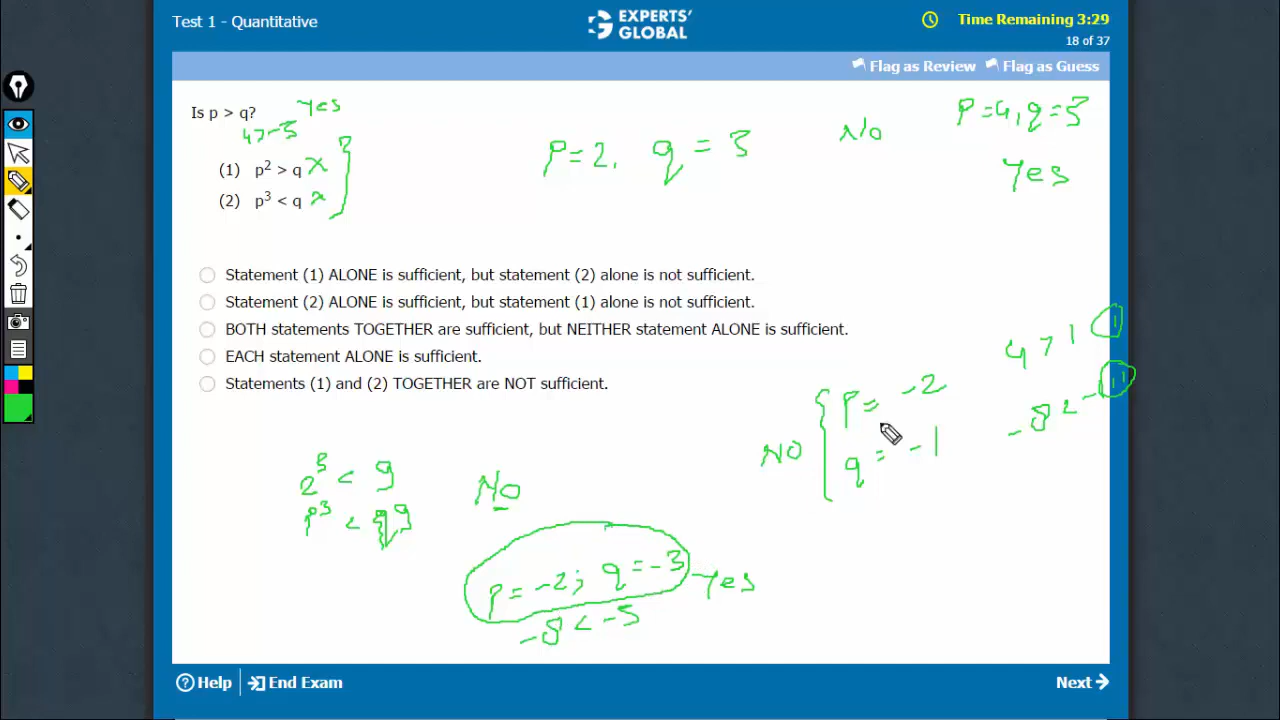 Test 1 - Quantitative
EXPERTS'
GLOBAL
Time Remaining 3:29
18 of 37
Flag as Review
Flag as Guess
Is p > q?
Yes
4 > -5
(1) p² > q x
(2) p³ < q x
P=2, q = 3
No
P=4, q=3
Yes
Statement (1) ALONE is sufficient, but statement (2) alone is not sufficient.
Statement (2) ALONE is sufficient, but statement (1) alone is not sufficient.
BOTH statements TOGETHER are sufficient, but NEITHER statement ALONE is sufficient.
EACH statement ALONE is sufficient.
Statements (1) and (2) TOGETHER are NOT sufficient.
4 > 1
P = -2
q = -1
NO
-8 <
2³ < 9
P³ <
No
P = -2; q = -3
Yes
-8 < -5
Help
End Exam
Next